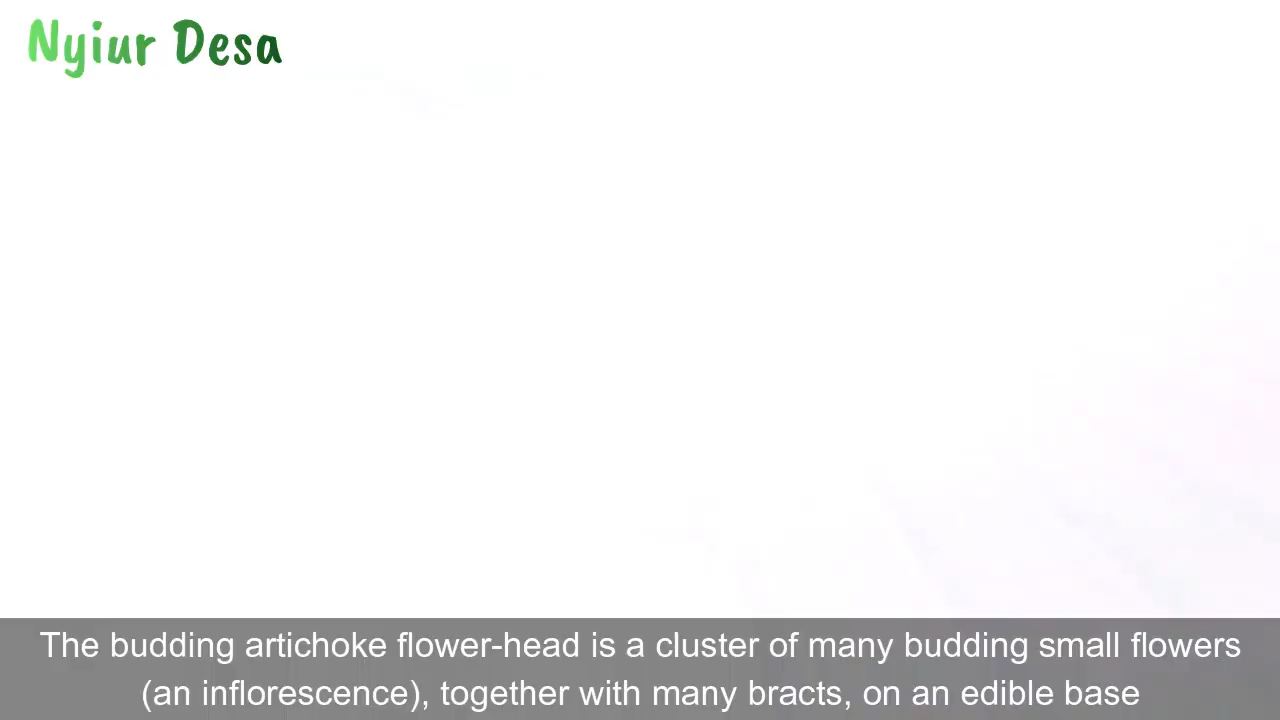 Nyiur Desa
The budding artichoke flower-head is a cluster of many budding small flowers
(an inflorescence), together with many bracts, on an edible base